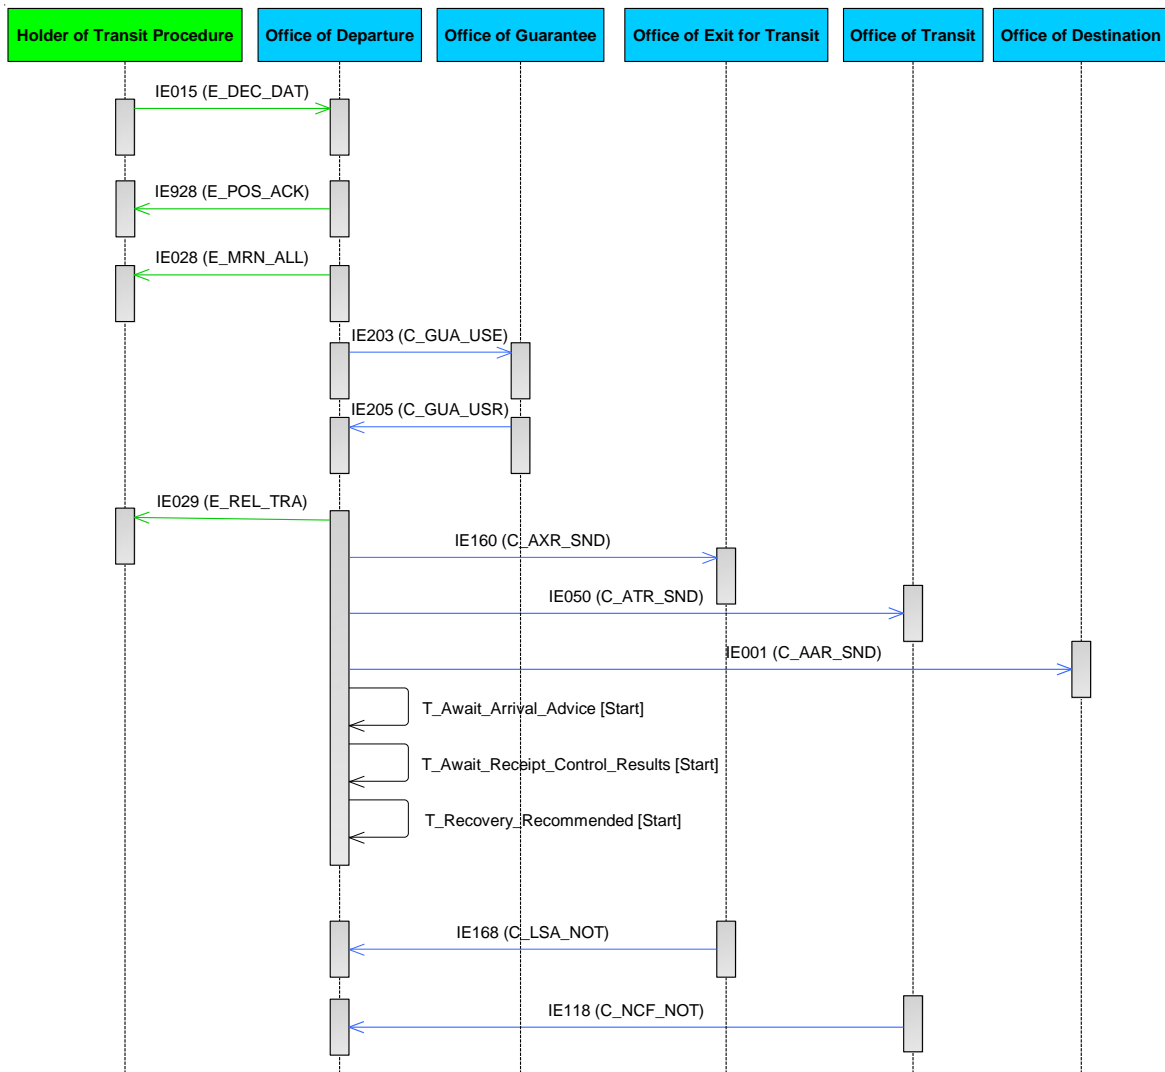 Holder of Transit Procedure
Office of Departure
Office of Guarantee
Office of Exit for Transit
Office of Transit
Office of Destination
IE015 (E_DEC_DAT)
IE928 (E_POS_ACK)
IE028 (E_MRN_ALL)
IE203 (C_GUA_USE)
IE205 (C_GUA_USR)
IE029 (E_REL_TRA)
IE160 (C_AXR_SND)
IE050 (C_ATR_SND)
IE001 (C_AAR_SND)
T_Await_Arrival_Advice [Start]
T_Await_Receipt_Control_Results [Start]
T_Recovery_Recommended [Start]
IE168 (C_LSA_NOT)
IE118 (C_NCF_NOT)